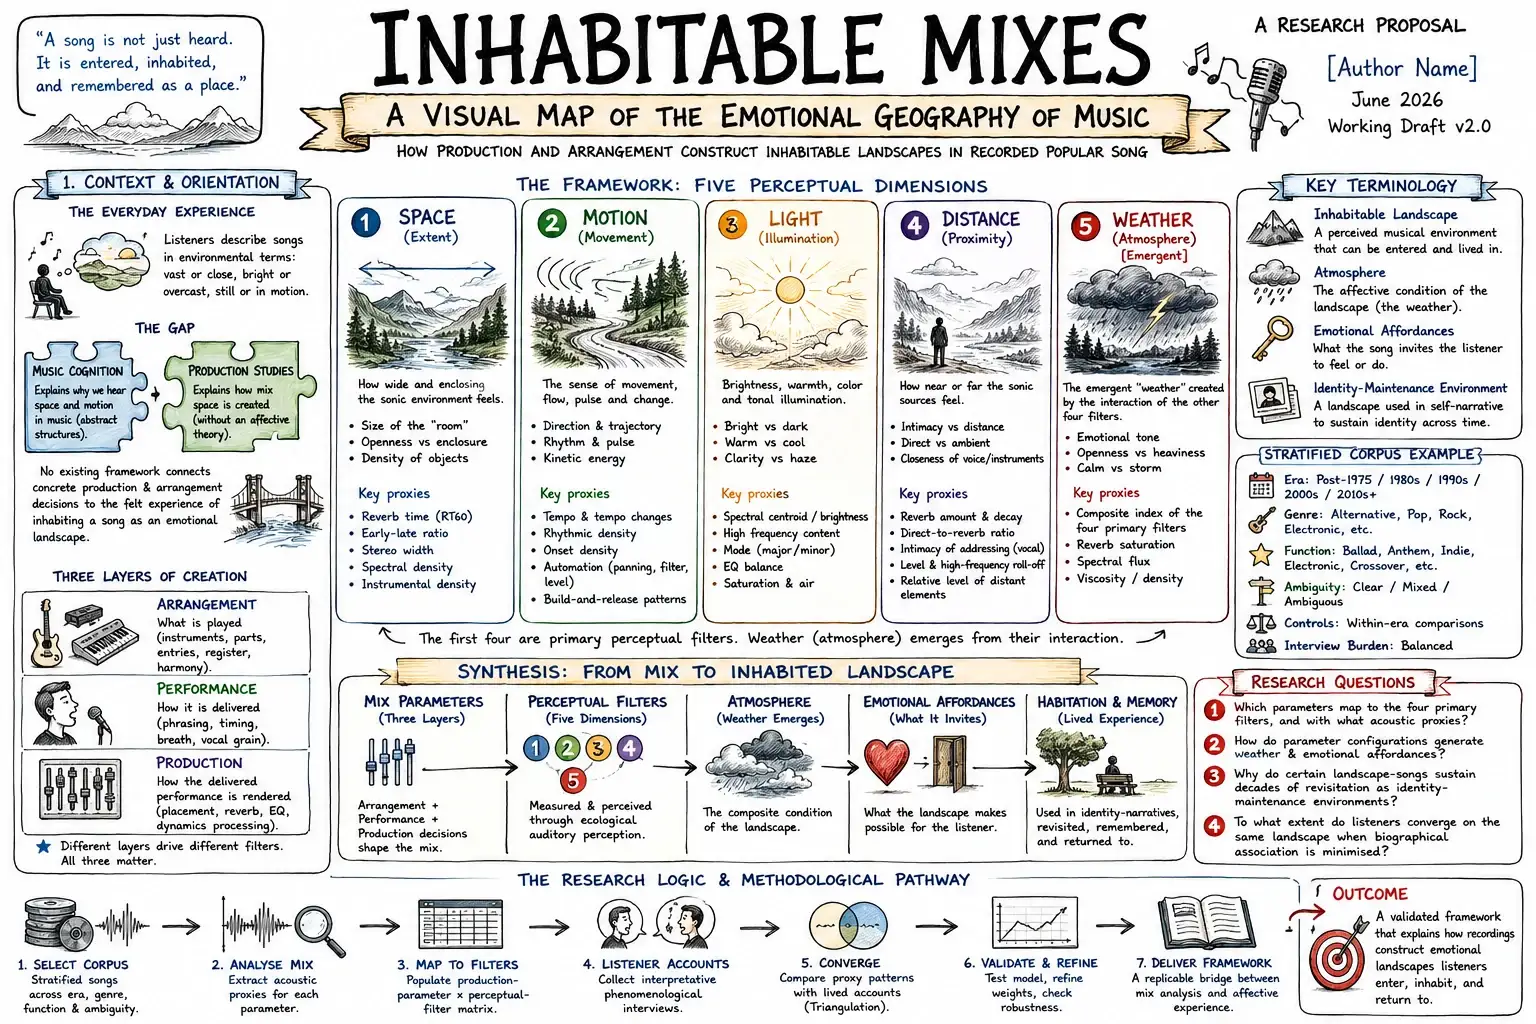 "A song is not just heard.
It is entered, inhabited,
and remembered as a place."
INHABITABLE MIXES
A VISUAL MAP OF THE EMOTIONAL GEOGRAPHY OF MUSIC
HOW PRODUCTION AND ARRANGEMENT CONSTRUCT INHABITABLE LANDSCAPES IN RECORDED POPULAR SONG
A RESEARCH PROPOSAL
[Author Name]
June 2026
Working Draft v2.0
1. CONTEXT & ORIENTATION
THE EVERYDAY EXPERIENCE
Listeners describe songs
in environmental terms:
vast or close, bright or
overcast, still or in motion.
THE GAP
MUSIC COGNITION
Explains why we hear
space and motion
in music (abstract
structures).
PRODUCTION STUDIES
Explains how mix
space is created
(without an affective
theory).
No existing framework connects
concrete production & arrangement
decisions to the felt experience of
inhabiting a song as an emotional
landscape.
THREE LAYERS OF CREATION
ARRANGEMENT
What is played
(instruments, parts,
entries, register,
harmony).
PERFORMANCE
How it is delivered
(phrasing, timing,
breath, vocal grain).
PRODUCTION
How the delivered
performance is rendered
(placement, reverb, EQ,
dynamics processing).
★ Different layers drive different filters.
All three matter.
THE FRAMEWORK: FIVE PERCEPTUAL DIMENSIONS
1 SPACE
(Extent)
How wide and enclosing
the sonic environment feels.
• Size of the "room"
• Openness vs enclosure
• Density of objects
Key proxies
• Reverb time (RT60)
• Early-late ratio
• Stereo width
• Spectral density
• Instrumental density
2 MOTION
(Movement)
The sense of movement,
flow, pulse and change.
• Direction & trajectory
• Rhythm & pulse
• Kinetic energy
Key proxies
• Tempo & tempo changes
• Rhythmic density
• Onset density
• Automation (panning, filter,
level)
• Build-and-release patterns
3 LIGHT
(Illumination)
Brightness, warmth, color
and tonal illumination.
• Bright vs dark
• Warm vs cool
• Clarity vs haze
Key proxies
• Spectral centroid / brightness
• High frequency content
• Mode (major/minor)
• EQ balance
• Saturation & air
4 DISTANCE
(Proximity)
How near or far the sonic
sources feel.
• Intimacy vs distance
• Direct vs ambient
• Closeness of voice/instruments
Key proxies
• Reverb amount & decay
• Direct-to-reverb ratio
• Intimacy of addressing (vocal)
• Level & high-frequency roll-off
• Relative level of distant
elements
5 WEATHER
(Atmosphere)
[Emergent]
The emergent "weather" created
by the interaction of the other
four filters.
• Emotional tone
• Openness vs heaviness
• Calm vs storm
Key proxies
• Composite index of the
four primary filters
• Reverb saturation
• Spectral flux
• Viscosity / density
The first four are primary perceptual filters. Weather (atmosphere) emerges from their interaction.
KEY TERMINOLOGY
Inhabitable Landscape
A perceived musical environment
that can be entered and lived in.
Atmosphere
The affective condition of the
landscape (the weather).
Emotional Affordances
What the song invites the listener
to feel or do.
Identity-Maintenance Environment
A landscape used in self-narrative
to sustain identity across time.
STRATIFIED CORPUS EXAMPLE
Era: Post-1975 / 1980s / 1990s /
2000s / 2010s+
Genre: Alternative, Pop, Rock,
Electronic, etc.
Function: Ballad, Anthem, Indie,
Electronic, Crossover, etc.
Ambiguity: Clear / Mixed /
Ambiguous
Controls: Within-era comparisons
Interview Burden: Balanced
SYNTHESIS: FROM MIX TO INHABITED LANDSCAPE
MIX PARAMETERS
(Three Layers)
Arrangement +
Performance +
Production decisions
shape the mix.
PERCEPTUAL FILTERS
(Five Dimensions)
1 2 3 4
5
Measured & perceived
through ecological
auditory perception.
ATMOSPHERE
(Weather Emerges)
The composite condition
of the landscape.
EMOTIONAL AFFORDANCES
(What It Invites)
What the landscape makes
possible for the listener.
HABITATION & MEMORY
(Lived Experience)
Used in identity-narratives,
revisited, remembered,
and returned to.
RESEARCH QUESTIONS
1 Which parameters map to the four primary
filters, and with what acoustic proxies?
2 How do parameter configurations generate
weather & emotional affordances?
3 Why do certain landscape-songs sustain
decades of revisitation as identity-
maintenance environments?
4 To what extent do listeners converge on the
same landscape when biographical
association is minimised?
THE RESEARCH LOGIC & METHODOLOGICAL PATHWAY
1. SELECT CORPUS
Stratified songs
across era, genre,
function & ambiguity.
2. ANALYSE MIX
Extract acoustic
proxies for each
parameter.
3. MAP TO FILTERS
Populate production-
parameter x perceptual-
filter matrix.
4. LISTENER ACCOUNTS
Collect interpretative
phenomenological
interviews.
5. CONVERGE
Compare proxy patterns
with lived accounts
(Triangulation).
6. VALIDATE & REFINE
Test model, refine
weights, check
robustness.
7. DELIVER FRAMEWORK
A replicable bridge between
mix analysis and affective
experience.
OUTCOME
A validated framework
that explains how recordings
construct emotional
landscapes listeners
enter, inhabit, and
return to.